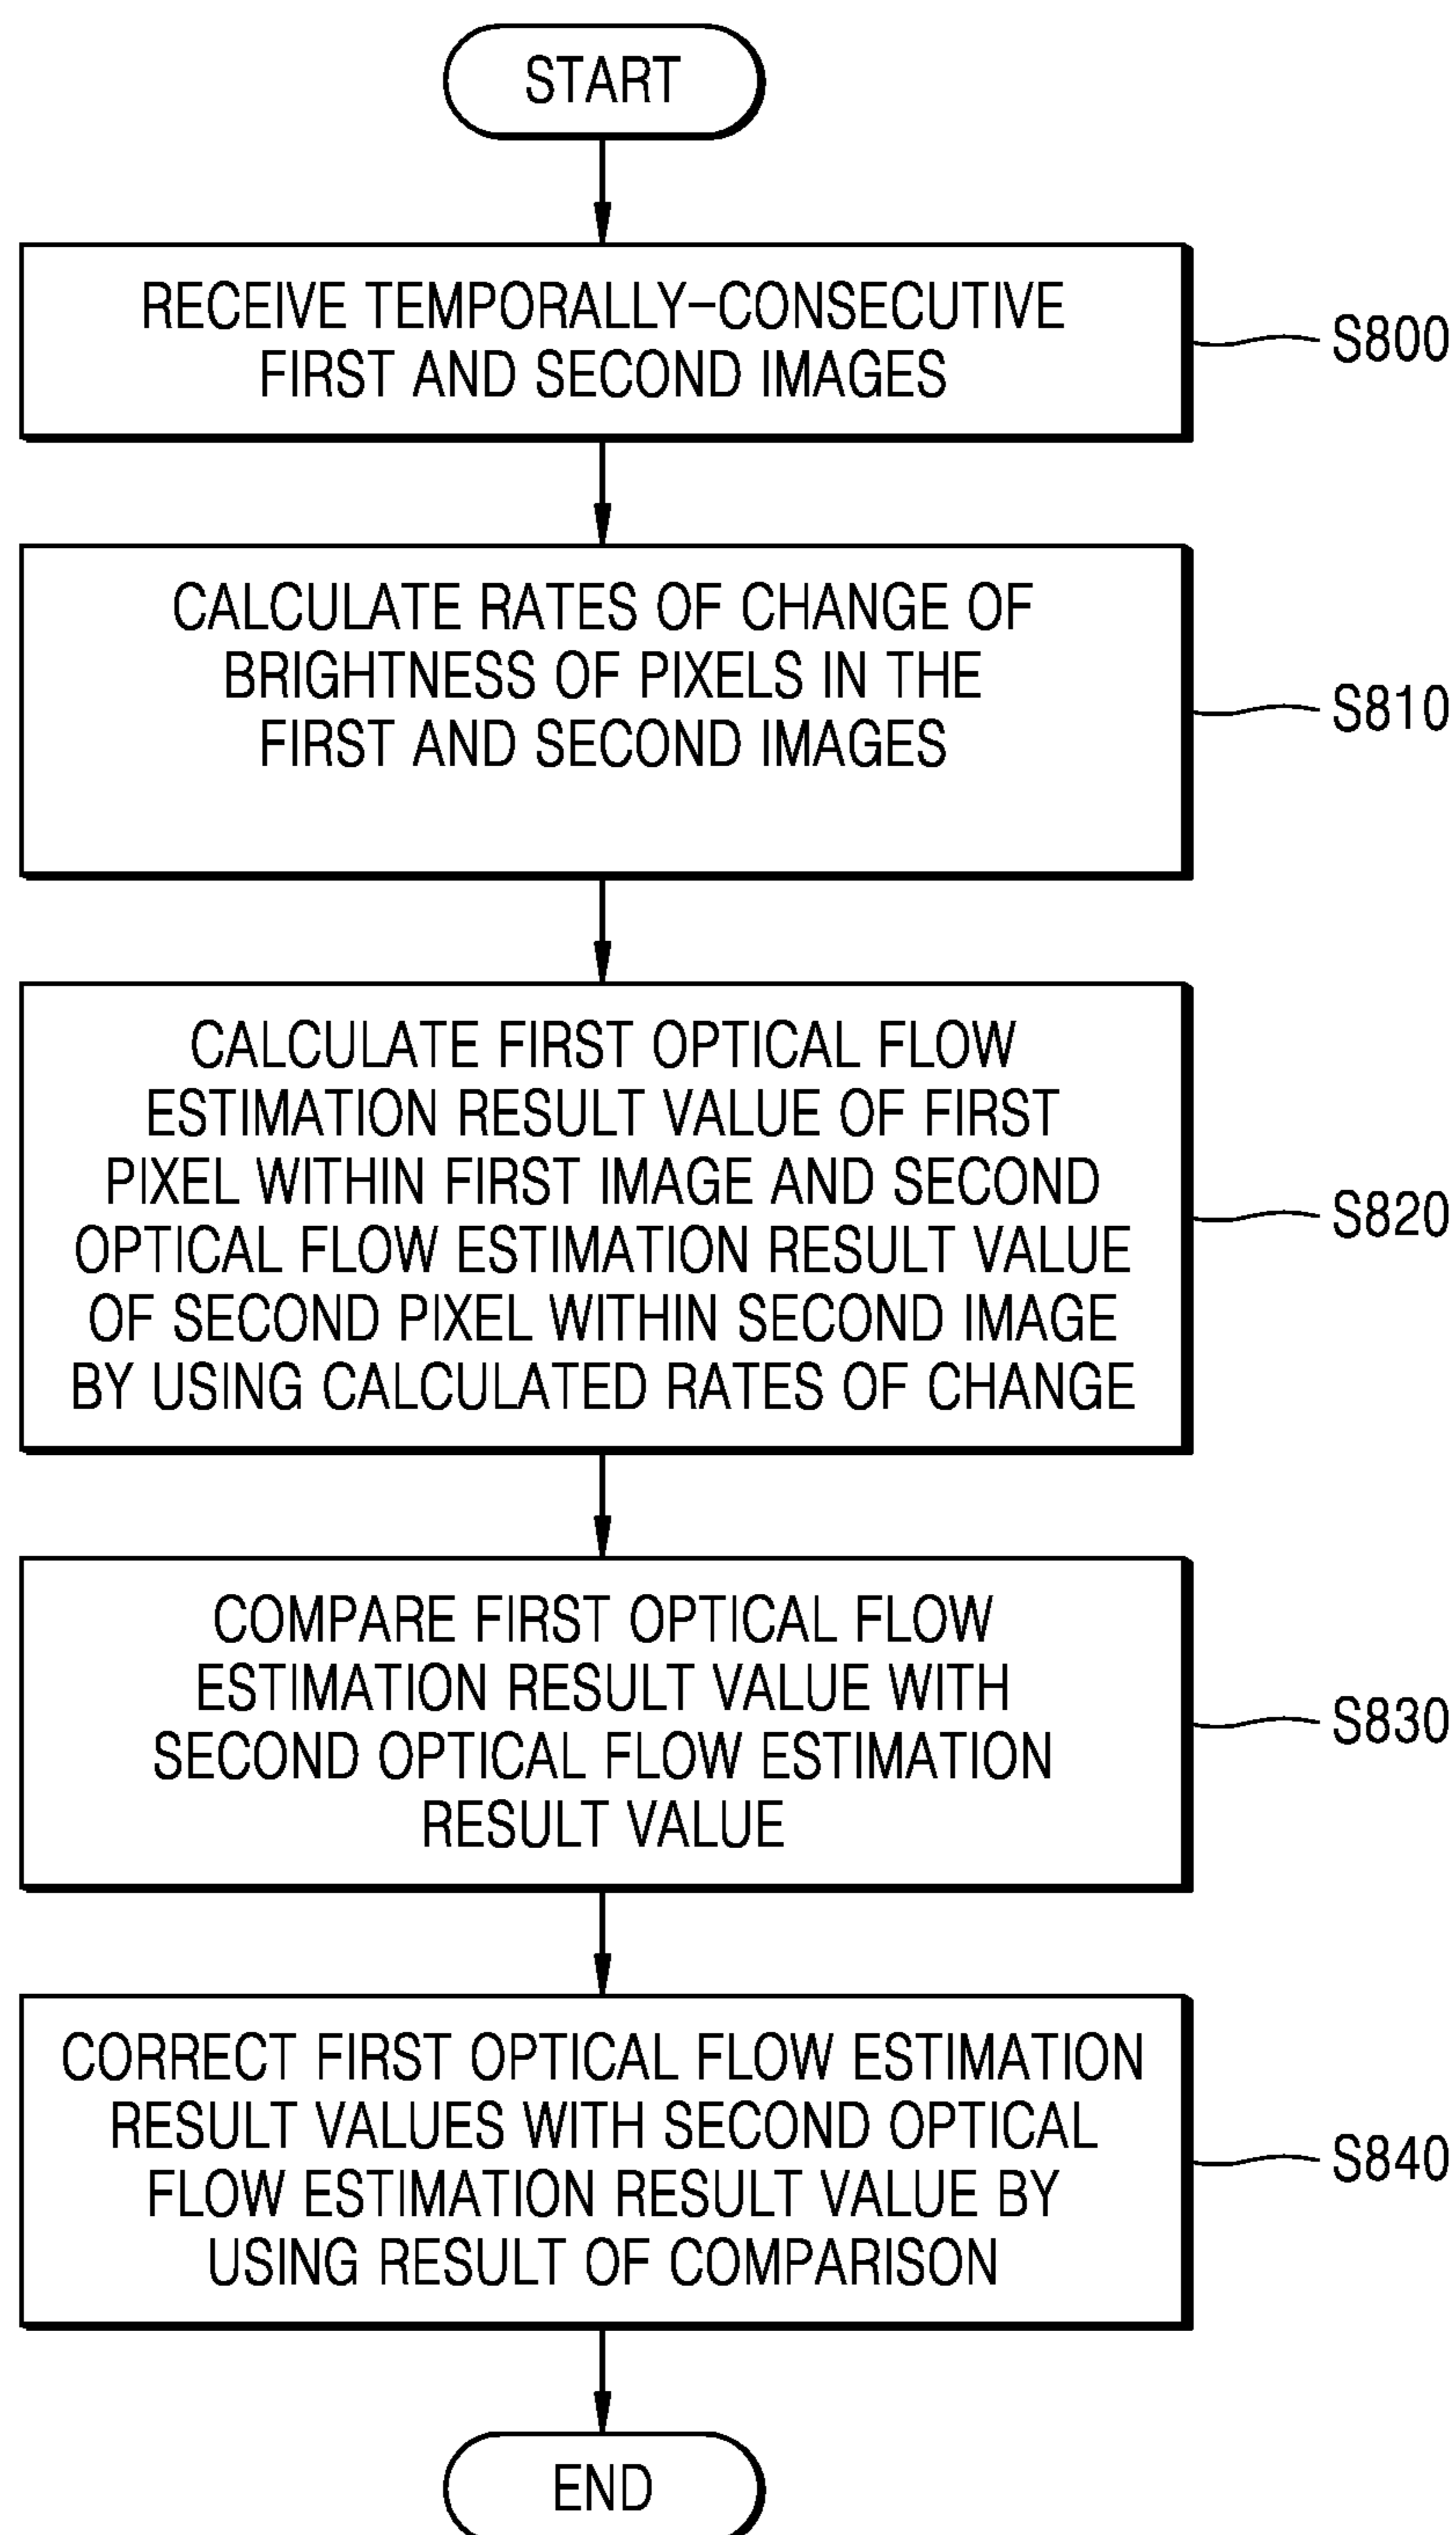 START
RECEIVE TEMPORALLY-CONSECUTIVE
FIRST AND SECOND IMAGES
S800
CALCULATE RATES OF CHANGE OF
BRIGHTNESS OF PIXELS IN THE
FIRST AND SECOND IMAGES
S810
CALCULATE FIRST OPTICAL FLOW
ESTIMATION RESULT VALUE OF FIRST
PIXEL WITHIN FIRST IMAGE AND SECOND
OPTICAL FLOW ESTIMATION RESULT VALUE
OF SECOND PIXEL WITHIN SECOND IMAGE
BY USING CALCULATED RATES OF CHANGE
S820
COMPARE FIRST OPTICAL FLOW
ESTIMATION RESULT VALUE WITH
SECOND OPTICAL FLOW ESTIMATION
RESULT VALUE
S830
CORRECT FIRST OPTICAL FLOW ESTIMATION
RESULT VALUES WITH SECOND OPTICAL
FLOW ESTIMATION RESULT VALUE BY
USING RESULT OF COMPARISON
S840
END